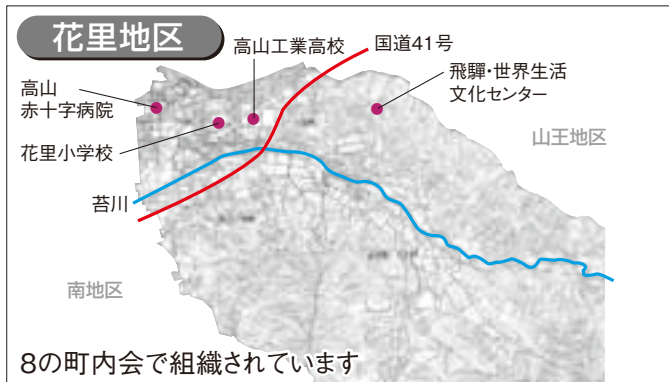 花里地区
高山工業高校
国道41号
高山
赤十字病院
飛騨・世界生活
文化センター
花里小学校
山王地区
苔川
南地区
8の町内会で組織されています